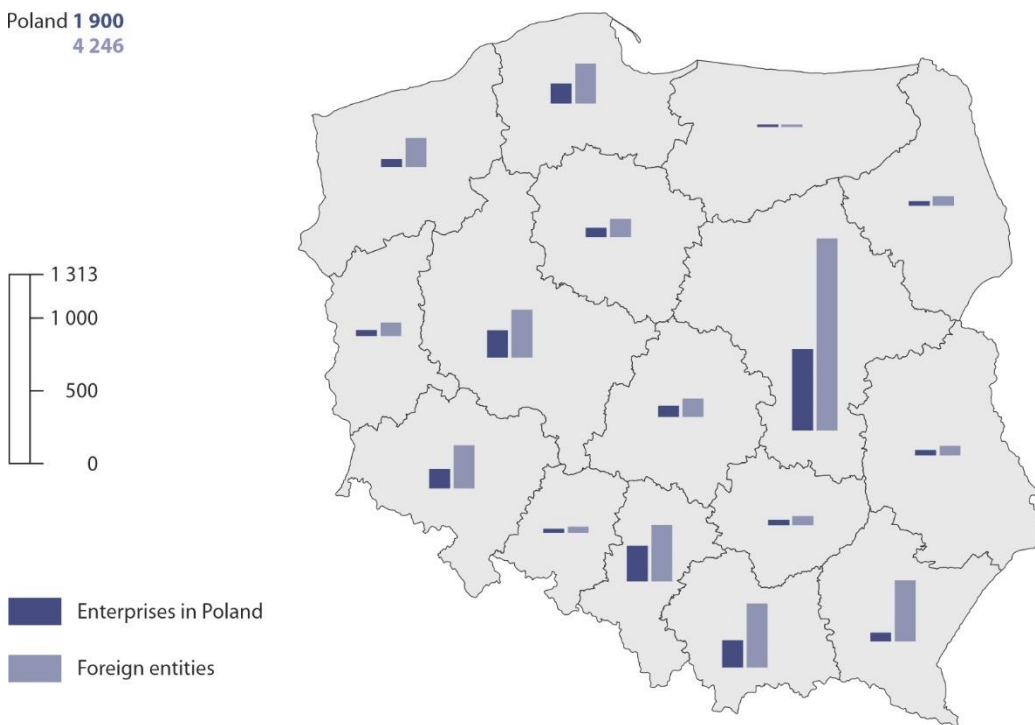 Poland 1 900
4 246
1 313
1 000
500
0
Enterprises in Poland
Foreign entities